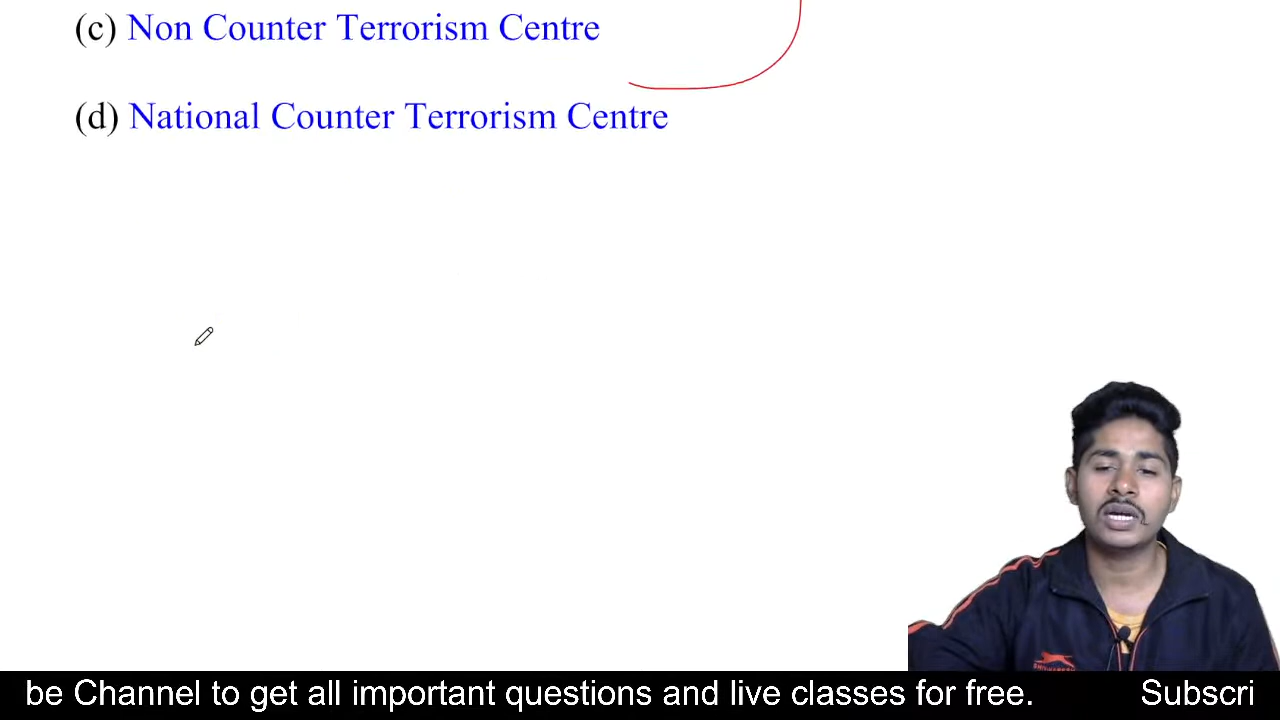 (c) Non Counter Terrorism Centre
(d) National Counter Terrorism Centre
be Channel to get all important questions and live classes for free. Subscri